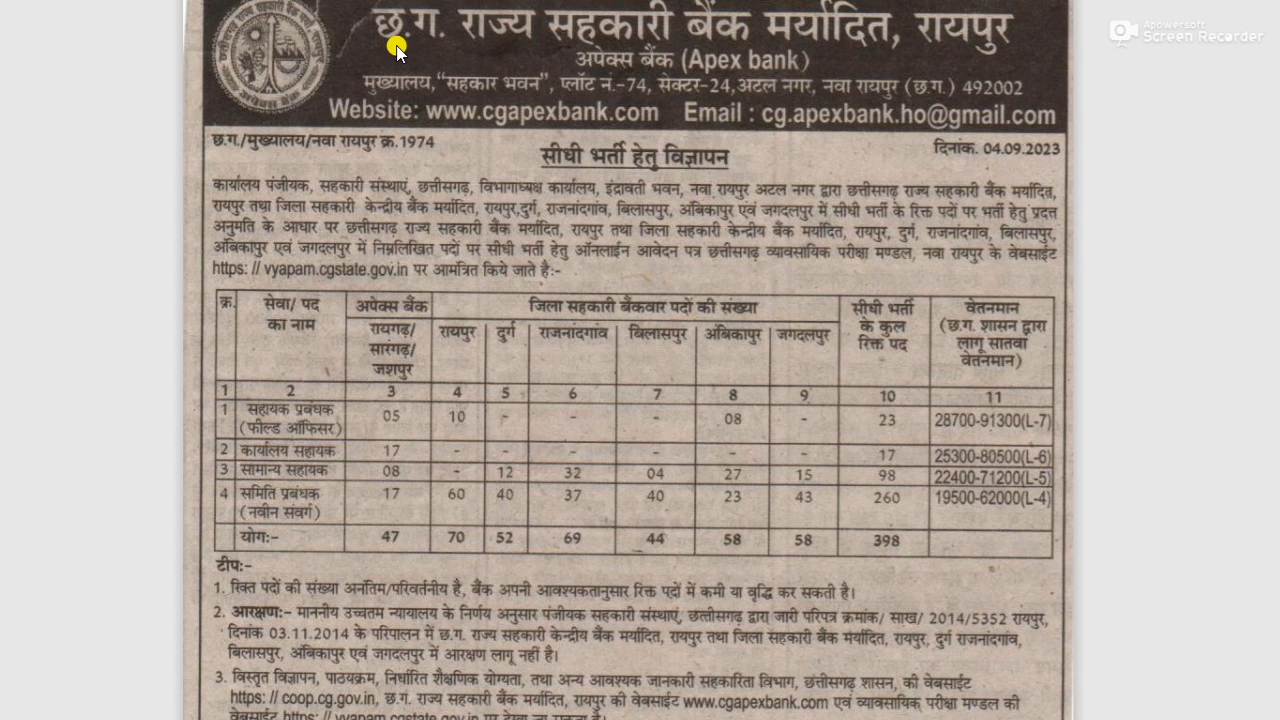 छ.ग. राज्य सहकारी बैंक मर्यादित, रायपुर
अपेक्स बैंक (Apex bank)
मुख्यालय,“सहकार भवन”, प्लॉट नं.-74, सेक्टर-24,अटल नगर, नवा रायपुर (छ.ग.) 492002
Website: www.cgapexbank.com Email : cg.apexbank.ho@gmail.com
Apowersoft
Screen Recorder
छ.ग./मुख्यालय/नवा रायपुर क्र.1974
दिनांक. 04.09.2023
सीधी भर्ती हेतु विज्ञापन
कार्यालय पंजीयक, सहकारी संस्थाएं, छत्तीसगढ़, विभागाध्यक्ष कार्यालय, इंद्रावती भवन, नवा रायपुर अटल नगर द्वारा छत्तीसगढ़ राज्य सहकारी बैंक मर्यादित,
रायपुर तथा जिला सहकारी केन्द्रीय बैंक मर्यादित, रायपुर,दुर्ग, राजनांदगांव, बिलासपुर, अंबिकापुर एवं जगदलपुर में सीधी भर्ती के रिक्त पदों पर भर्ती हेतु प्रदत्त
अनुमति के आधार पर छत्तीसगढ़ राज्य सहकारी बैंक मर्यादित, रायपुर तथा जिला सहकारी केन्द्रीय बैंक मर्यादित, रायपुर, दुर्ग, राजनांदगांव, बिलासपुर,
अंबिकापुर एवं जगदलपुर में निम्नलिखित पदों पर सीधी भर्ती हेतु ऑनलाईन आवेदन पत्र छत्तीसगढ़ व्यावसायिक परीक्षा मण्डल, नवा रायपुर के वेबसाईट
https: // vyapam.cgstate.gov.in पर आमंत्रित किये जाते है:-
क्र. सेवा/ पद का नाम अपेक्स बैंक जिला सहकारी बैंकवार पदों की संख्या सीधी भर्ती के कुल रिक्त पद वेतनमान (छ.ग. शासन द्वारा लागू सातवां वेतनमान)
रायगढ़/ सारंगढ़/ जशपुर रायपुर दुर्ग राजनांदगांव बिलासपुर अंबिकापुर जगदलपुर
1 2 3 4 5 6 7 8 9 10 11
1 सहायक प्रबंधक (फील्ड ऑफिसर) 05 10 - - - 08 - 23 28700-91300(L-7)
2 कार्यालय सहायक 17 - - - - - - 17 25300-80500(L-6)
3 सामान्य सहायक 08 - 12 32 04 27 15 98 22400-71200(L-5)
4 समिति प्रबंधक (नवीन संवर्ग) 17 60 40 37 40 23 43 260 19500-62000(L-4)
योग:- 47 70 52 69 44 58 58 398
टीप:-
1. रिक्ति पदों की संख्या अनंतिम/परिवर्तनीय है, बैंक अपनी आवश्यकतानुसार रिक्त पदों में कमी या वृद्धि कर सकती है।
2. आरक्षण:- माननीय उच्चतम न्यायालय के निर्णय अनुसार पंजीयक सहकारी संस्थाएं, छत्तीसगढ़ द्वारा जारी परिपत्र क्रमांक/ साख/ 2014/5352 रायपुर,
दिनांक 03.11.2014 के परिपालन में छ.ग. राज्य सहकारी केन्द्रीय बैंक मर्यादित, रायपुर तथा जिला सहकारी बैंक मर्यादित, रायपुर, दुर्ग राजनांदगांव,
बिलासपुर, अंबिकापुर एवं जगदलपुर में आरक्षण लागू नहीं है।
3. विस्तृत विज्ञापन, पाठयक्रम, निर्धारित शैक्षणिक योग्यता, तथा अन्य आवश्यक जानकारी सहकारिता विभाग, छत्तीसगढ़ शासन, की वेबसाईट
https: // coop.cg.gov.in, छ.ग. राज्य सहकारी बैंक मर्यादित, रायपुर की वेबसाईट www.cgapexbank.com एवं व्यावसायिक परीक्षा मण्डल की
वेबसाईट https: // vyapam.cgstate.gov.in पर देखा जा सकता है।